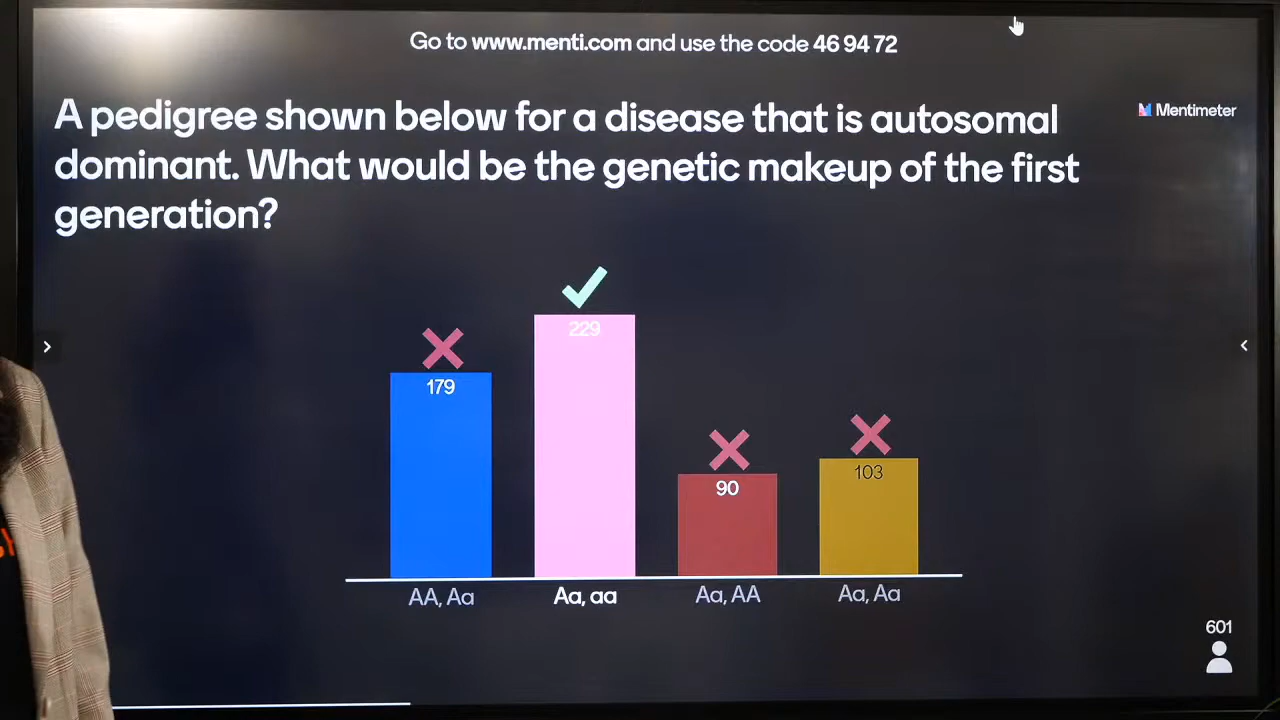 Go to www.menti.com and use the code 46 94 72
Mentimeter
A pedigree shown below for a disease that is autosomal
dominant. What would be the genetic makeup of the first
generation?
179
229
90
103
AA, Aa
Aa, aa
Aa, AA
Aa, Aa
601